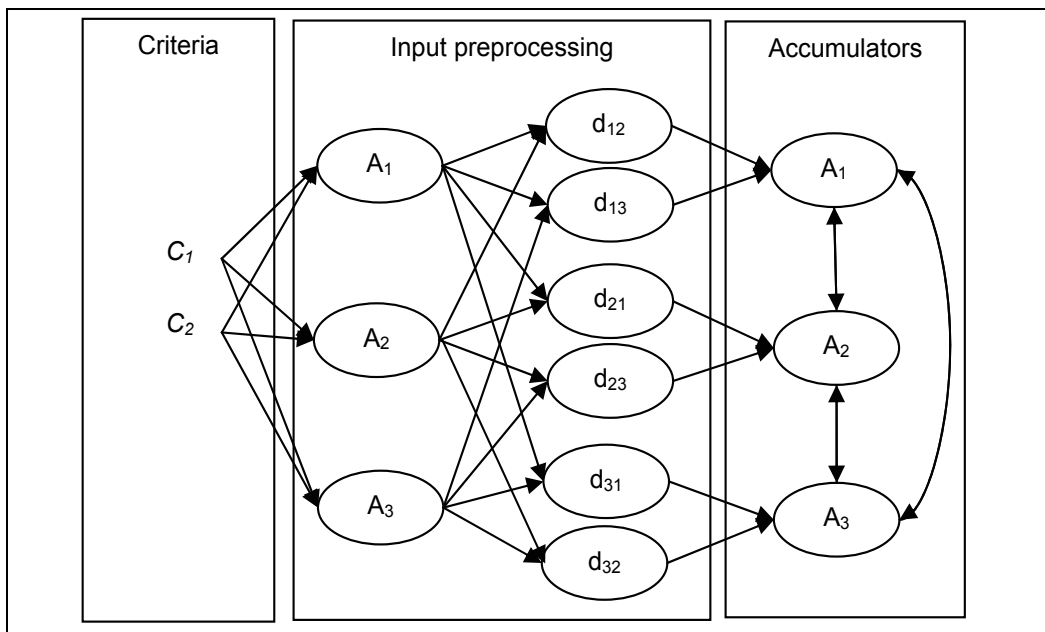 Criteria
Input preprocessing
Accumulators
C₁
C₂
A₁
A₂
A₃
d₁₂
d₁₃
d₂₁
d₂₃
d₃₁
d₃₂
A₁
A₂
A₃